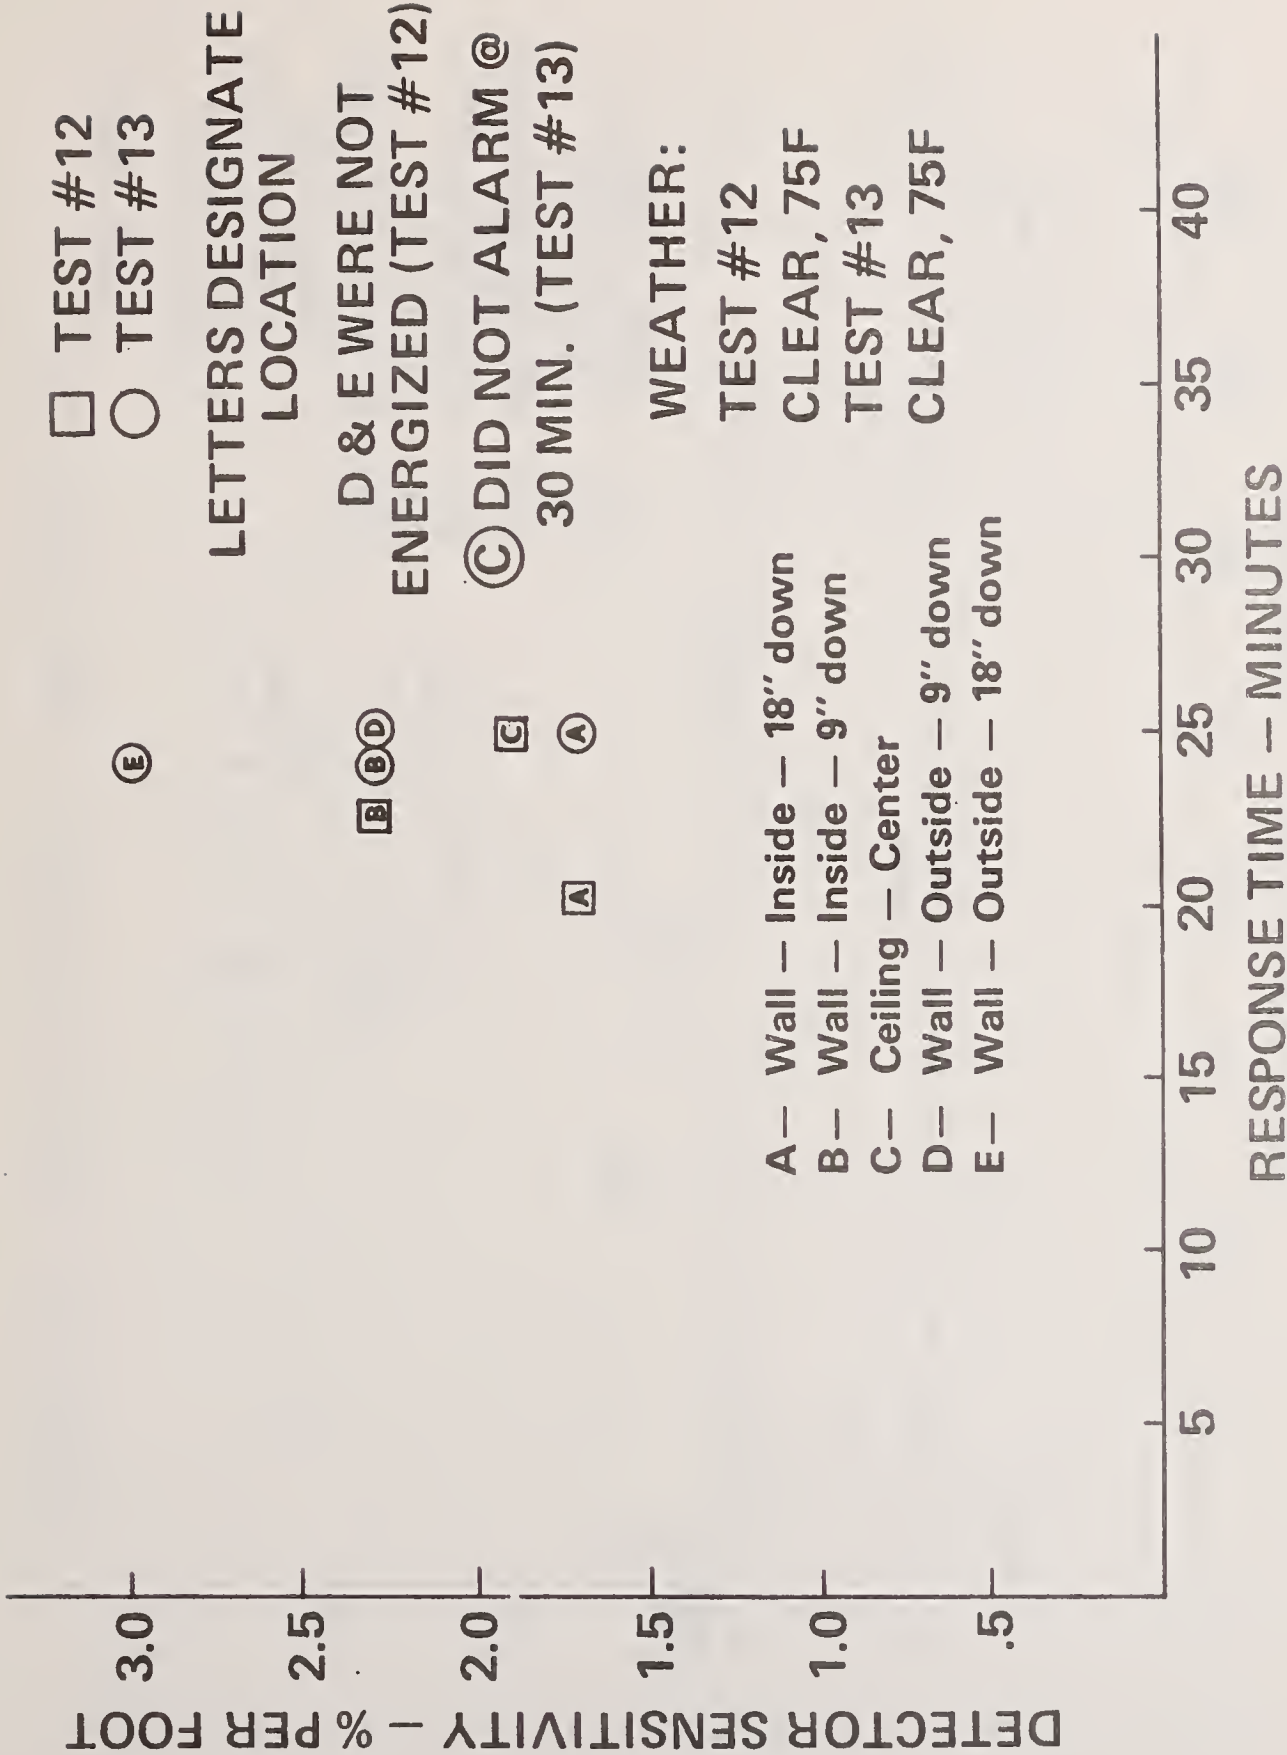 □ TEST #12
○ TEST #13
LETTERS DESIGNATE
LOCATION
D & E WERE NOT
ENERGIZED (TEST #12)
Ⓒ DID NOT ALARM @
30 MIN. (TEST #13)
WEATHER:
TEST #12
CLEAR, 75F
TEST #13
CLEAR, 75F
E
B
B
D
C
A
A
A— Wall — Inside — 18″ down
B— Wall — Inside — 9″ down
C— Ceiling — Center
D— Wall — Outside — 9″ down
E— Wall — Outside — 18″ down
DETECTOR SENSITIVITY — % PER FOOT
3.0
2.5
2.0
1.5
1.0
.5
5 10 15 20 25 30 35 40
RESPONSE TIME — MINUTES